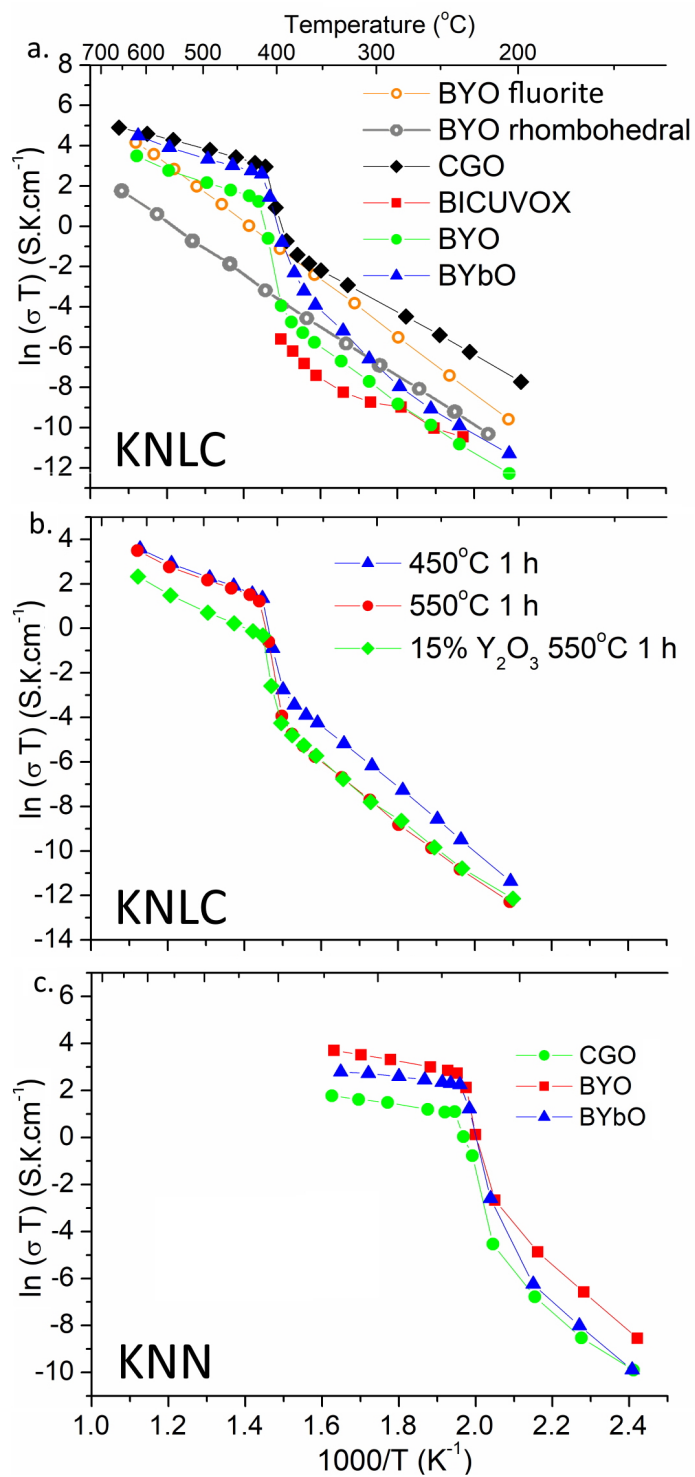 Temperature (°C)
700 600 500 400 300 200
a.
8
6
4
2
0
-2
-4
-6
-8
-10
-12
ln (σ T) (S.K.cm⁻¹)
BYO fluorite
BYO rhombohedral
CGO
BICUVOX
BYO
BYbO
KNLC
b.
4
2
0
-2
-4
-6
-8
-10
-12
-14
ln (σ T) (S.K.cm⁻¹)
450°C 1 h
550°C 1 h
15% Y₂O₃ 550°C 1 h
KNLC
c.
6
4
2
0
-2
-4
-6
-8
-10
ln (σ T) (S.K.cm⁻¹)
CGO
BYO
BYbO
KNN
1.0 1.2 1.4 1.6 1.8 2.0 2.2 2.4
1000/T (K⁻¹)